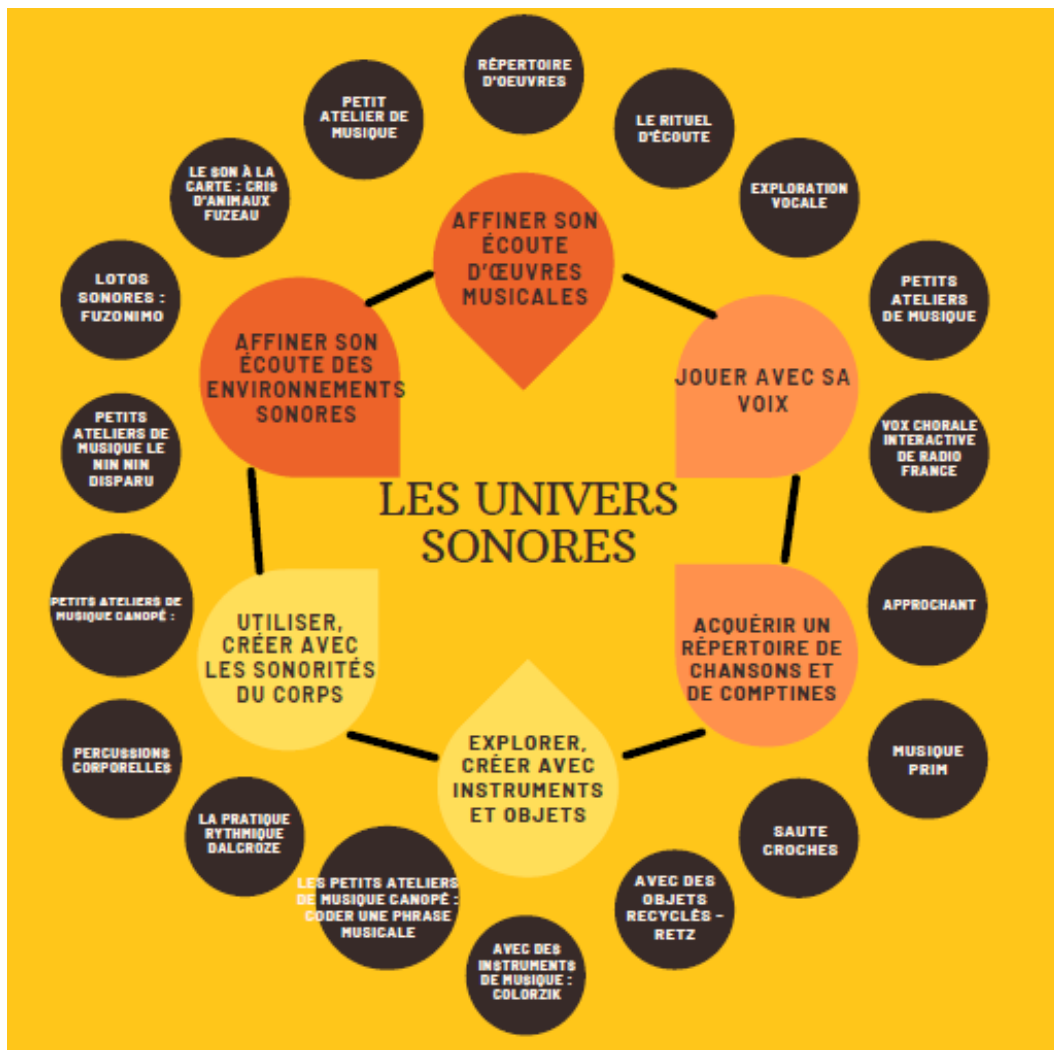 RÉPERTOIRE
D'OEUVRES
PETIT
ATELIER DE
MUSIQUE
LE RITUEL
D'ÉCOUTE
LE SON À LA
CARTE : CRIS
D'ANIMAUX
FUZEAU
EXPLORATION
VOCALE
AFFINER SON
ÉCOUTE
D'ŒUVRES
MUSICALES
LOTOS
SONORES :
FUZONIMO
PETITS
ATELIERS
DE MUSIQUE
AFFINER SON
ÉCOUTE DES
ENVIRONNEMENTS
SONORES
JOUER AVEC SA
VOIX
PETITS
ATELIERS DE
MUSIQUE LE
NIN NIN
DISPARU
VOX CHORALE
INTERACTIVE
DE RADIO
FRANCE
LES UNIVERS
SONORES
PETITS ATELIERS DE
MUSIQUE CANOPÉ :
APPROCHANT
UTILISER,
CRÉER AVEC
LES SONORITÉS
DU CORPS
ACQUÉRIR UN
RÉPERTOIRE DE
CHANSONS ET
DE COMPTINES
PERCUSSIONS
CORPORELLES
EXPLORER,
CRÉER AVEC
INSTRUMENTS
ET OBJETS
MUSIQUE
PRIM
LA PRATIQUE
RYTHMIQUE
DALCROZE
SAUTE
CROCHES
LES PETITS ATELIERS
DE MUSIQUE CANOPÉ :
CODER UNE PHRASE
MUSICALE
AVEC DES
OBJETS
RECYCLÉS -
RETZ
AVEC DES
INSTRUMENTS
DE MUSIQUE :
COLORZIK